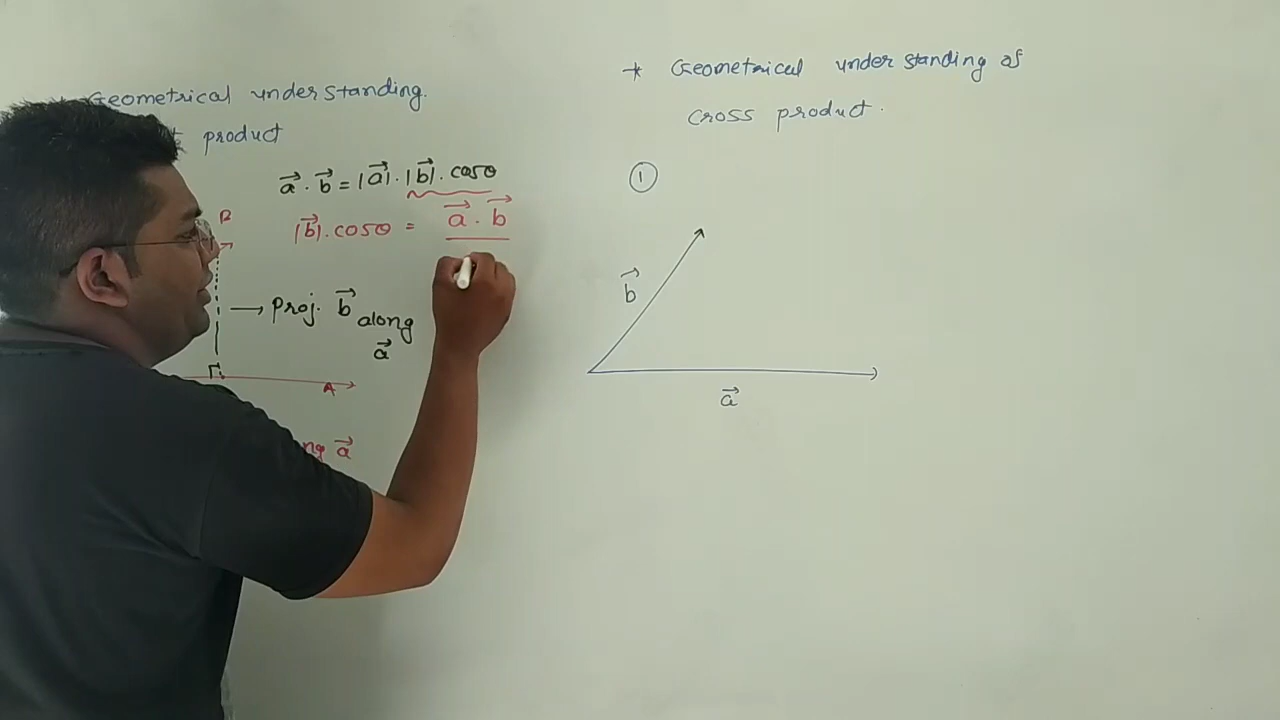 Geometrical understanding.
product
a⃗ . b⃗ = |a⃗| . |b⃗| . cosθ
|b⃗| . cosθ = a⃗ . b⃗
B
→ Proj. b⃗ along
a⃗
A
a⃗
* Geometrical understanding of
cross product.
①
b⃗
a⃗